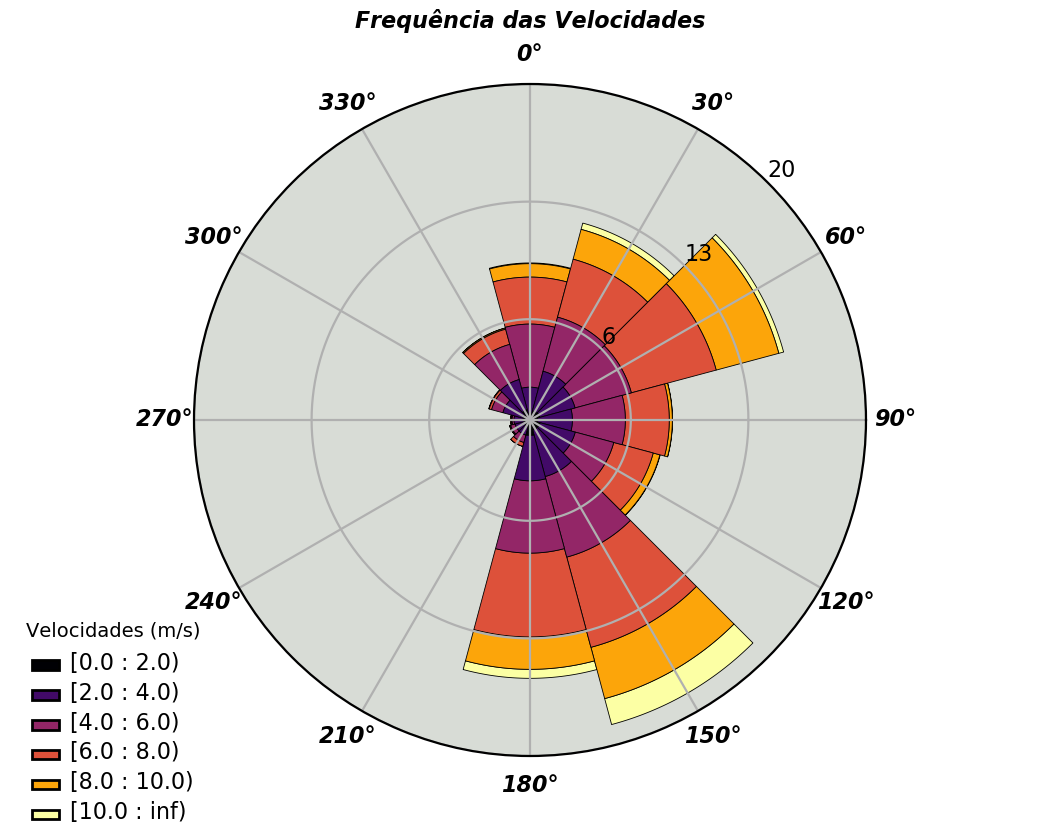 Frequência das Velocidades
0°
330°
30°
20
300°
60°
13
6
270°
90°
240°
120°
210°
150°
180°
Velocidades (m/s)
[0.0 : 2.0)
[2.0 : 4.0)
[4.0 : 6.0)
[6.0 : 8.0)
[8.0 : 10.0)
[10.0 : inf)